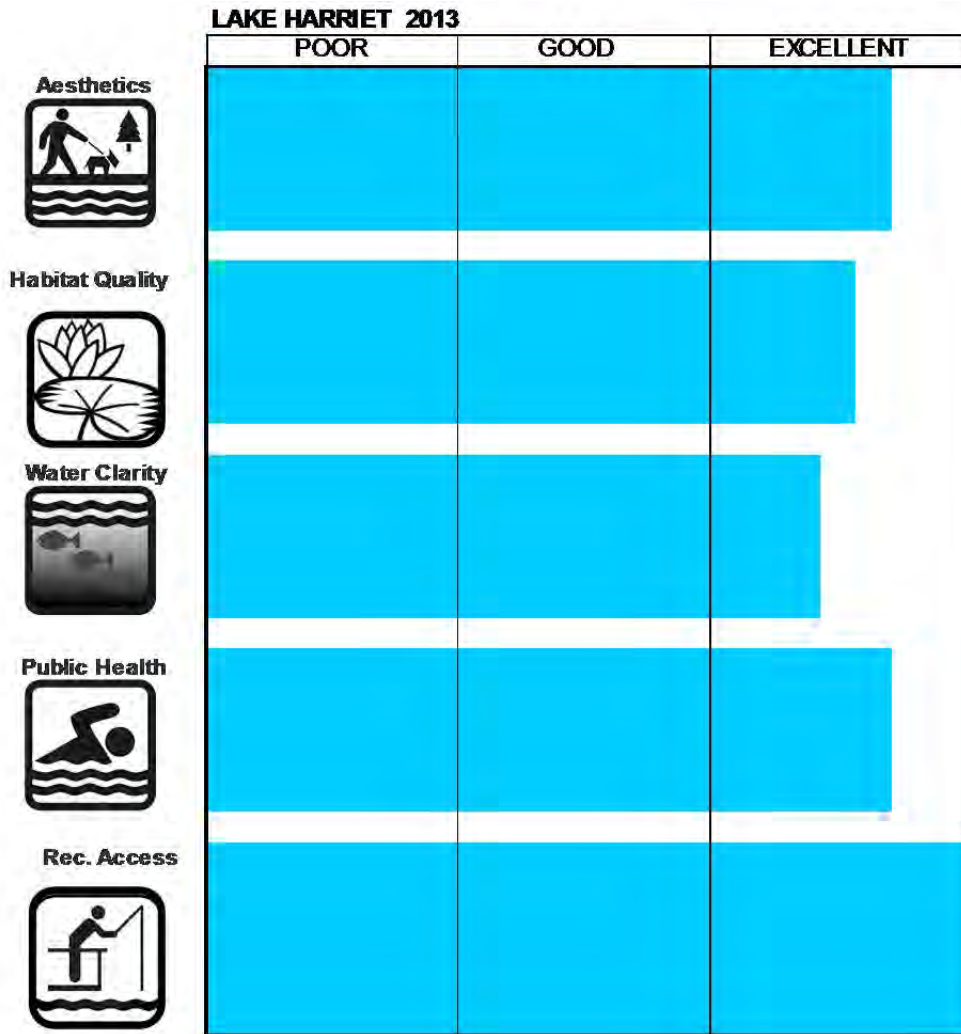 LAKE HARRIET 2013
POOR GOOD EXCELLENT
Aesthetics
Habitat Quality
Water Clarity
Public Health
Rec. Access